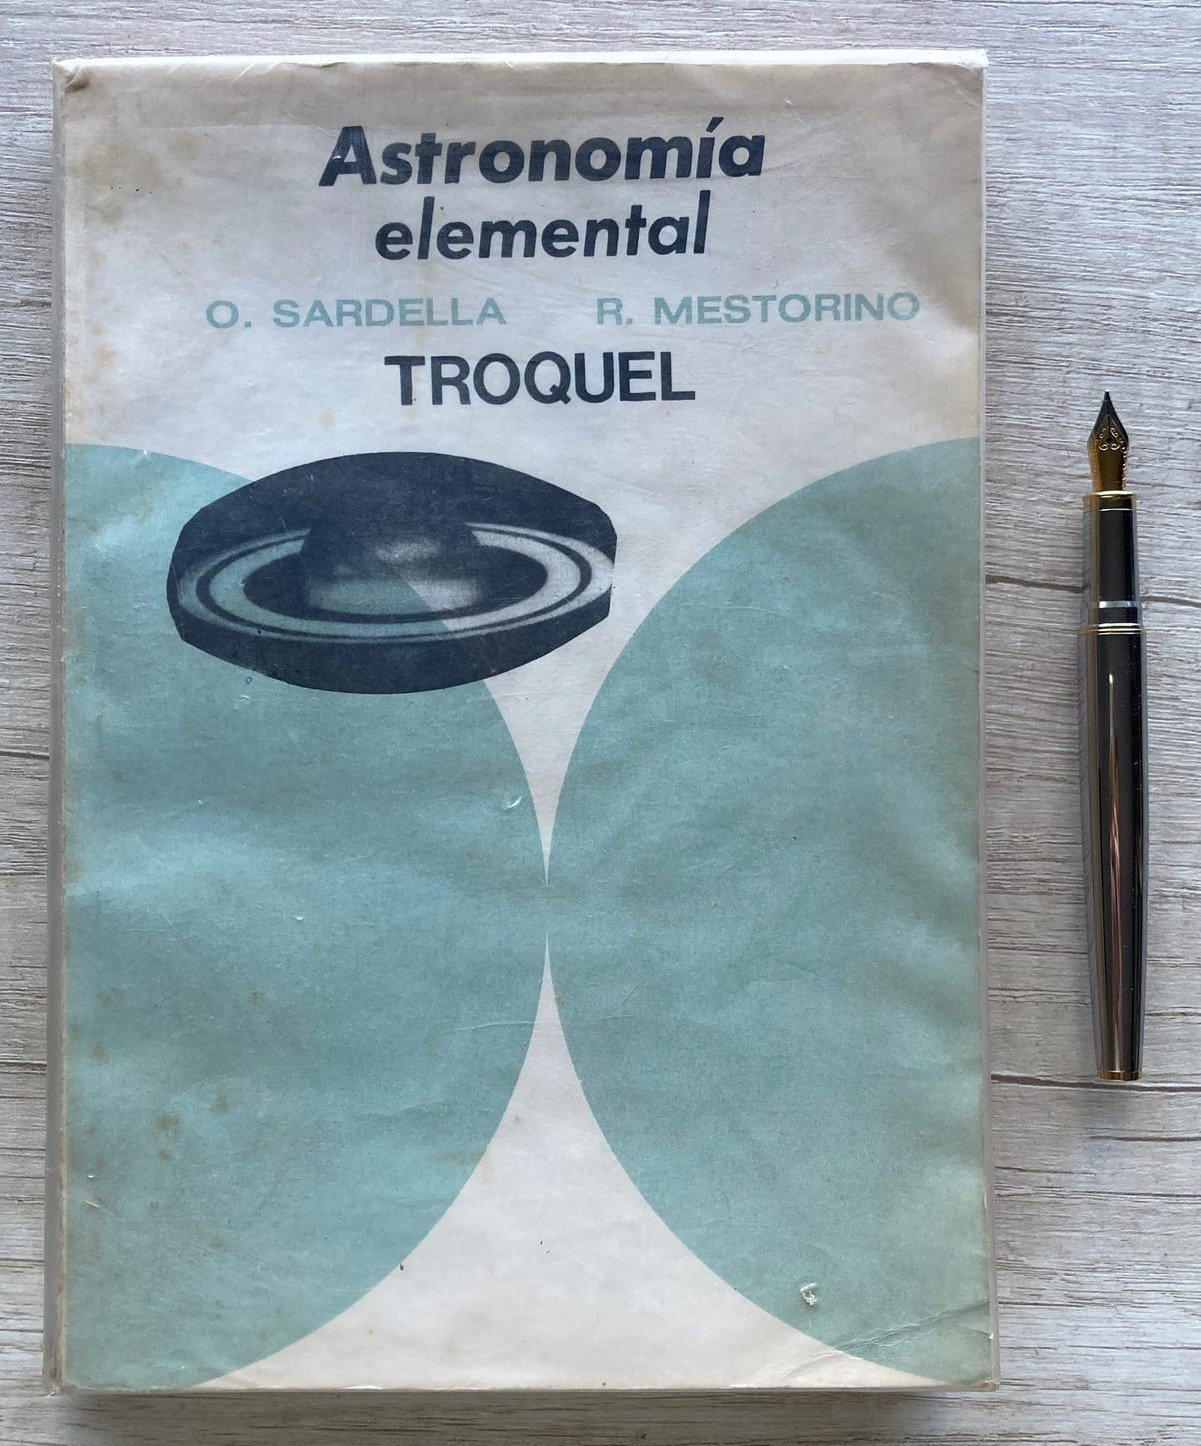 Astronomía
elemental
O. SARDELLA R. MESTORINO
TROQUEL